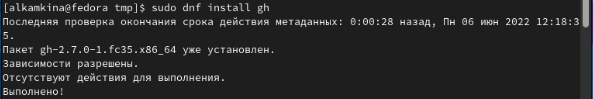 [alkamkina@fedora tmp]$ sudo dnf install gh
Последняя проверка окончания срока действия метаданных: 0:00:28 назад, Пн 06 июн 2022 12:18:3
5.
Пакет gh-2.7.0-1.fc35.x86_64 уже установлен.
Зависимости разрешены.
Отсутствуют действия для выполнения.
Выполнено!